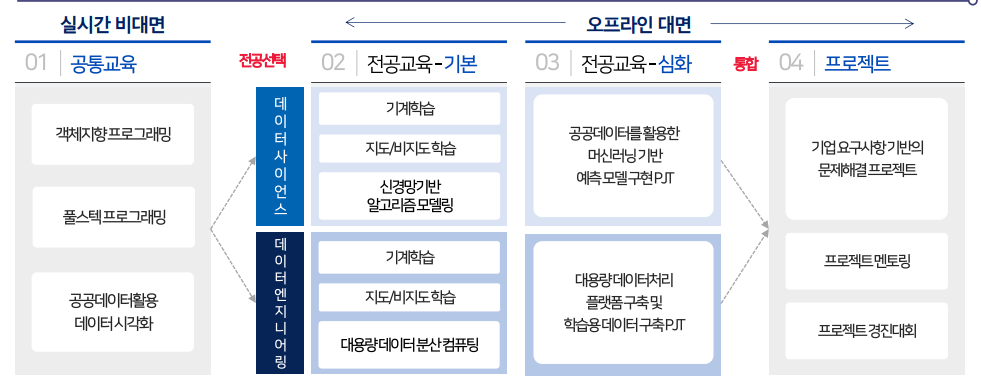 실시간 비대면
오프라인 대면
01 공통교육
전공선택
02 전공교육-기본
03 전공교육-심화
통합
04 프로젝트
객체지향 프로그래밍
풀스텍 프로그래밍
공공데이터활용
데이터 시각화
데이터사이언스
기계학습
지도/비지도 학습
신경망기반
알고리즘 모델링
공공데이터를 활용한
머신러닝 기반
예측 모델 구현 PJT
데이터엔지니어링
기계학습
지도/비지도 학습
대용량 데이터 분산 컴퓨팅
대용량 데이터처리
플랫폼 구축 및
학습용 데이터 구축 PJT
기업 요구사항 기반의
문제해결 프로젝트
프로젝트 멘토링
프로젝트 경진대회